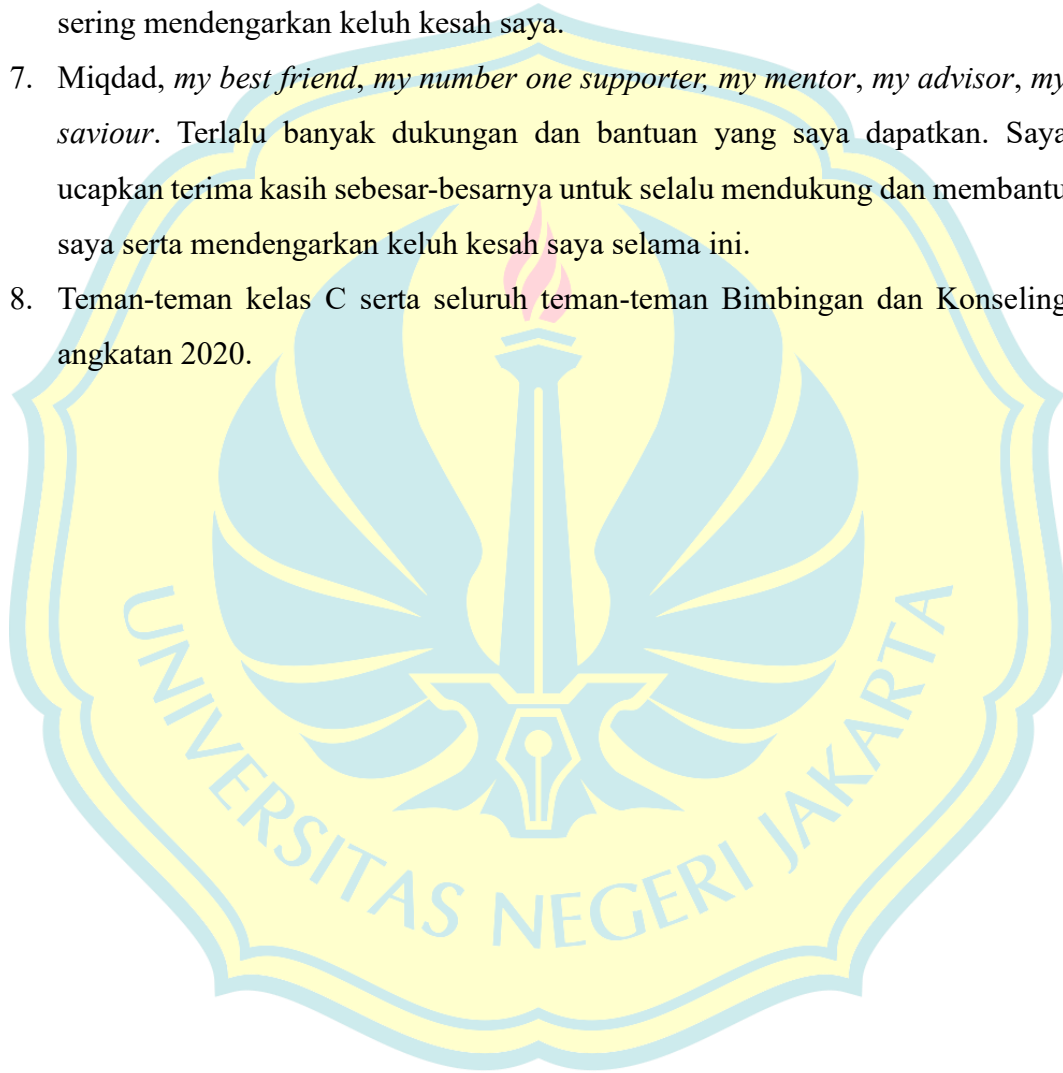 sering mendengarkan keluh kesah saya.
7. Miqdad, my best friend, my number one supporter, my mentor, my advisor, my
saviour. Terlalu banyak dukungan dan bantuan yang saya dapatkan. Saya
ucapkan terima kasih sebesar-besarnya untuk selalu mendukung dan membantu
saya serta mendengarkan keluh kesah saya selama ini.
8. Teman-teman kelas C serta seluruh teman-teman Bimbingan dan Konseling
angkatan 2020.
UNIVERSITAS NEGERI JAKARTA